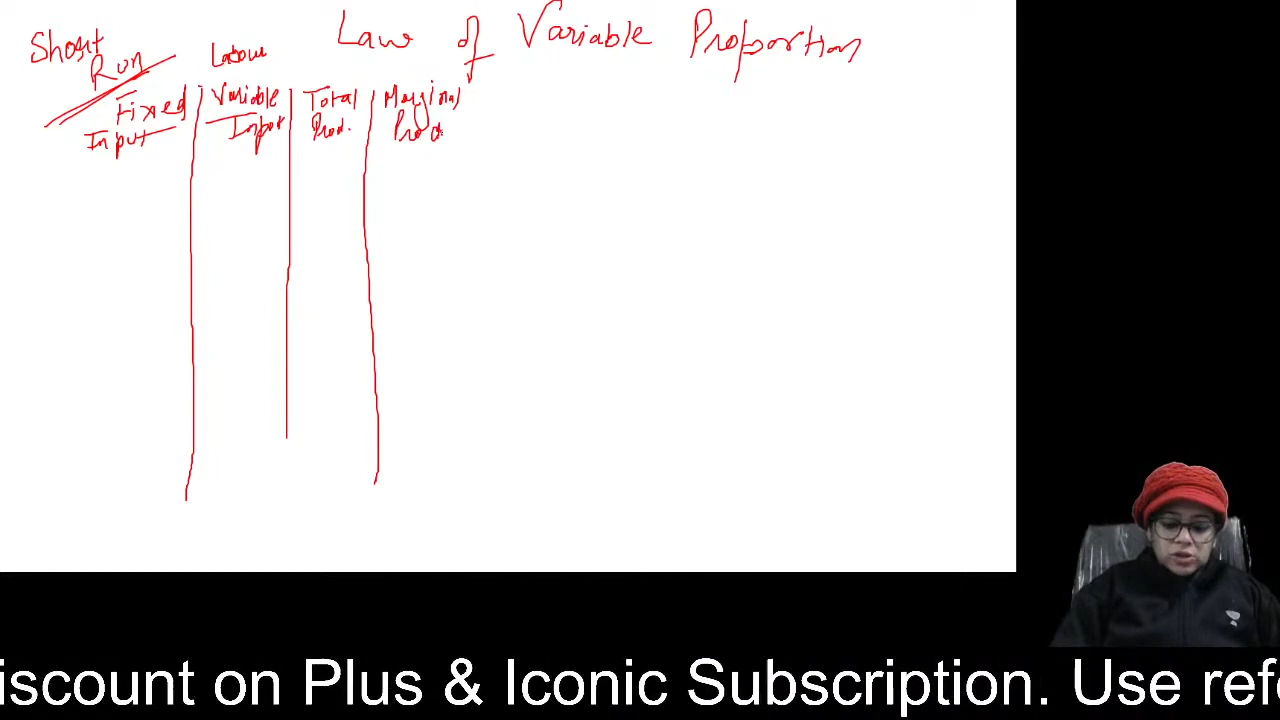 Law of Variable Proportion
Short
Run
Labour
Fixed
Input
Variable
Input
Total
Prod.
Marginal
Prod
iscount on Plus & Iconic Subscription. Use refe